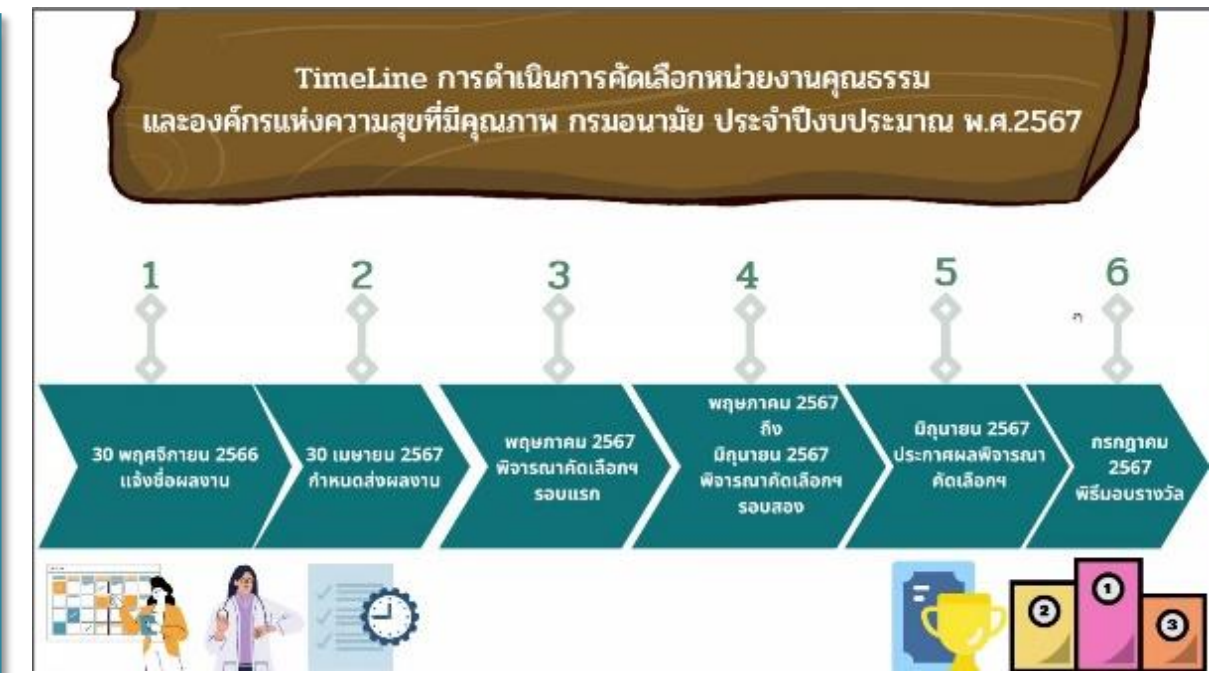 TimeLine การดำเนินการคัดเลือกหน่วยงานคุณธรรม
และองค์กรแห่งความสุขที่มีคุณภาพ กรมอนามัย ประจำปีงบประมาณ พ.ศ.2567
1
2
3
4
5
6
ๆ
30 พฤศจิกายน 2566
แจ้งชื่อผลงาน
30 เมษายน 2567
กำหนดส่งผลงาน
พฤษภาคม 2567
พิจารณาคัดเลือกฯ
รอบแรก
พฤษภาคม 2567
ถึง
มิถุนายน 2567
พิจารณาคัดเลือกฯ
รอบสอง
มิถุนายน 2567
ประกาศผลพิจารณา
คัดเลือกฯ
กรกฎาคม
2567
พิธีมอบรางวัล
2
1
3